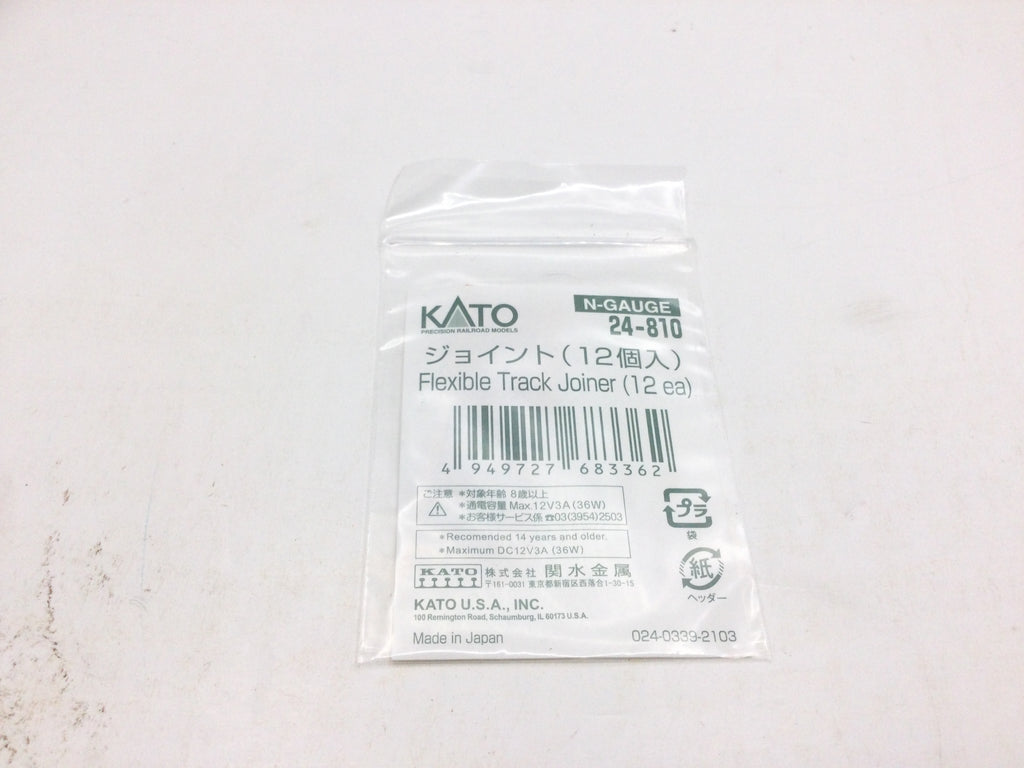 KATO
PRECISION RAILROAD MODELS
N-GAUGE
24-810
ジョイント(12個入)
Flexible Track Joiner (12 ea)
4 949727 683362
ご注意 *対象年齢 8歳以上
*通電容量 Max.12V3A (36W)
*お客様サービス係 ☎03(3954)2503
*Recomended 14 years and older.
*Maximum DC12V3A (36W)
プラ
袋
紙
ヘッダー
KATO 株式会社 関水金属
〒161-0031 東京都新宿区西落合1-30-15
KATO U.S.A., INC.
100 Remington Road, Schaumburg, IL 60173 U.S.A.
Made in Japan 024-0339-2103